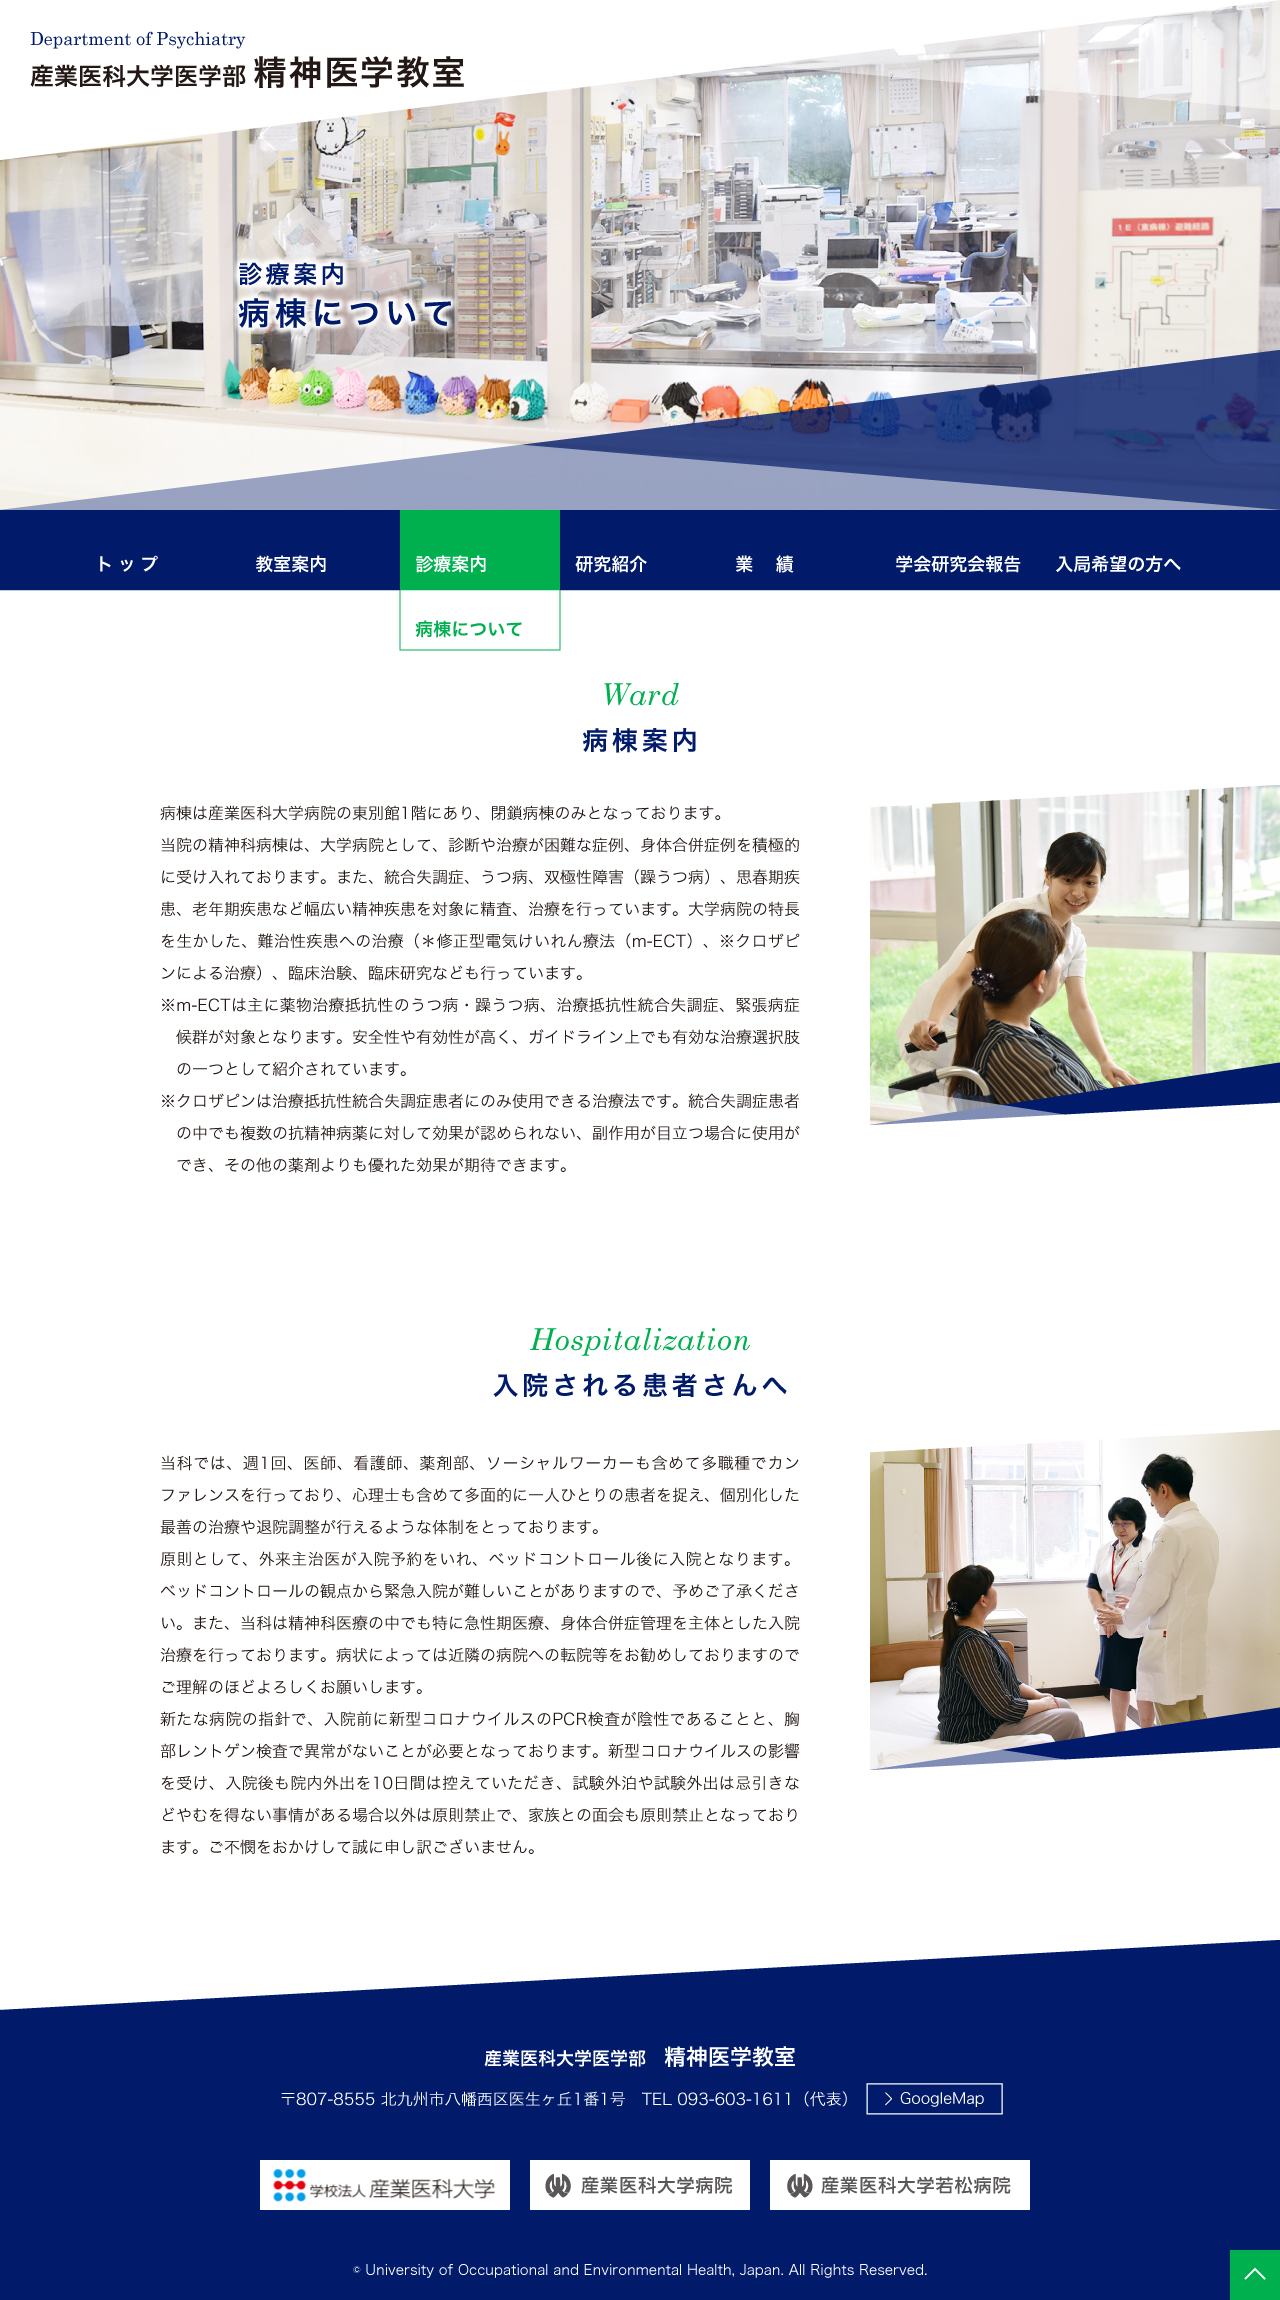 Department of Psychiatry
産業医科大学医学部 精神医学教室
1E（東病棟）避難経路
診療案内
病棟について
トップ
教室案内
診療案内
研究紹介
業 績
学会研究会報告
入局希望の方へ
病棟について
Ward
病棟案内
病棟は産業医科大学病院の東別館1階にあり、閉鎖病棟のみとなっております。
当院の精神科病棟は、大学病院として、診断や治療が困難な症例、身体合併症例を積極的
に受け入れております。また、統合失調症、うつ病、双極性障害（躁うつ病）、思春期疾
患、老年期疾患など幅広い精神疾患を対象に精査、治療を行っています。大学病院の特長
を生かした、難治性疾患への治療（＊修正型電気けいれん療法（m-ECT）、※クロザピ
ンによる治療）、臨床治験、臨床研究なども行っています。
※m-ECTは主に薬物治療抵抗性のうつ病・躁うつ病、治療抵抗性統合失調症、緊張病症
候群が対象となります。安全性や有効性が高く、ガイドライン上でも有効な治療選択肢
の一つとして紹介されています。
※クロザピンは治療抵抗性統合失調症患者にのみ使用できる治療法です。統合失調症患者
の中でも複数の抗精神病薬に対して効果が認められない、副作用が目立つ場合に使用が
でき、その他の薬剤よりも優れた効果が期待できます。
Hospitalization
入院される患者さんへ
当科では、週1回、医師、看護師、薬剤部、ソーシャルワーカーも含めて多職種でカン
ファレンスを行っており、心理士も含めて多面的に一人ひとりの患者を捉え、個別化した
最善の治療や退院調整が行えるような体制をとっております。
原則として、外来主治医が入院予約をいれ、ベッドコントロール後に入院となります。
ベッドコントロールの観点から緊急入院が難しいことがありますので、予めご了承くださ
い。また、当科は精神科医療の中でも特に急性期医療、身体合併症管理を主体とした入院
治療を行っております。病状によっては近隣の病院への転院等をお勧めしておりますので
ご理解のほどよろしくお願いします。
新たな病院の指針で、入院前に新型コロナウイルスのPCR検査が陰性であることと、胸
部レントゲン検査で異常がないことが必要となっております。新型コロナウイルスの影響
を受け、入院後も院内外出を10日間は控えていただき、試験外泊や試験外出は忌引きな
どやむを得ない事情がある場合以外は原則禁止で、家族との面会も原則禁止となっており
ます。ご不憫をおかけして誠に申し訳ございません。
産業医科大学医学部 精神医学教室
〒807-8555 北九州市八幡西区医生ヶ丘1番1号 TEL 093-603-1611（代表）
GoogleMap
学校法人 産業医科大学
産業医科大学病院
産業医科大学若松病院
© University of Occupational and Environmental Health, Japan. All Rights Reserved.